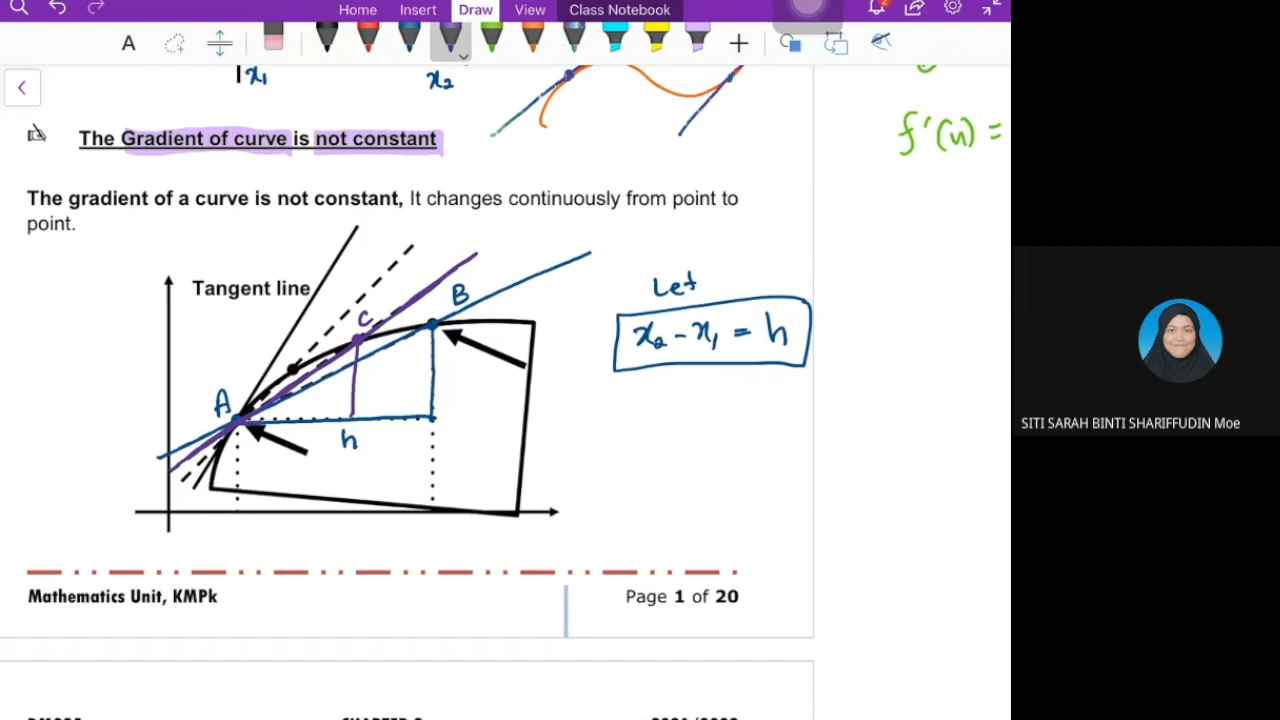 Home Insert Draw View Class Notebook
2
A
x1
x2
f'(x) =
The Gradient of curve is not constant
The gradient of a curve is not constant, It changes continuously from point to
point.
Tangent line
B
C
A
h
Let
x2 - x1 = h
SITI SARAH BINTI SHARIFFUDIN Moe
Mathematics Unit, KMPk
Page 1 of 20